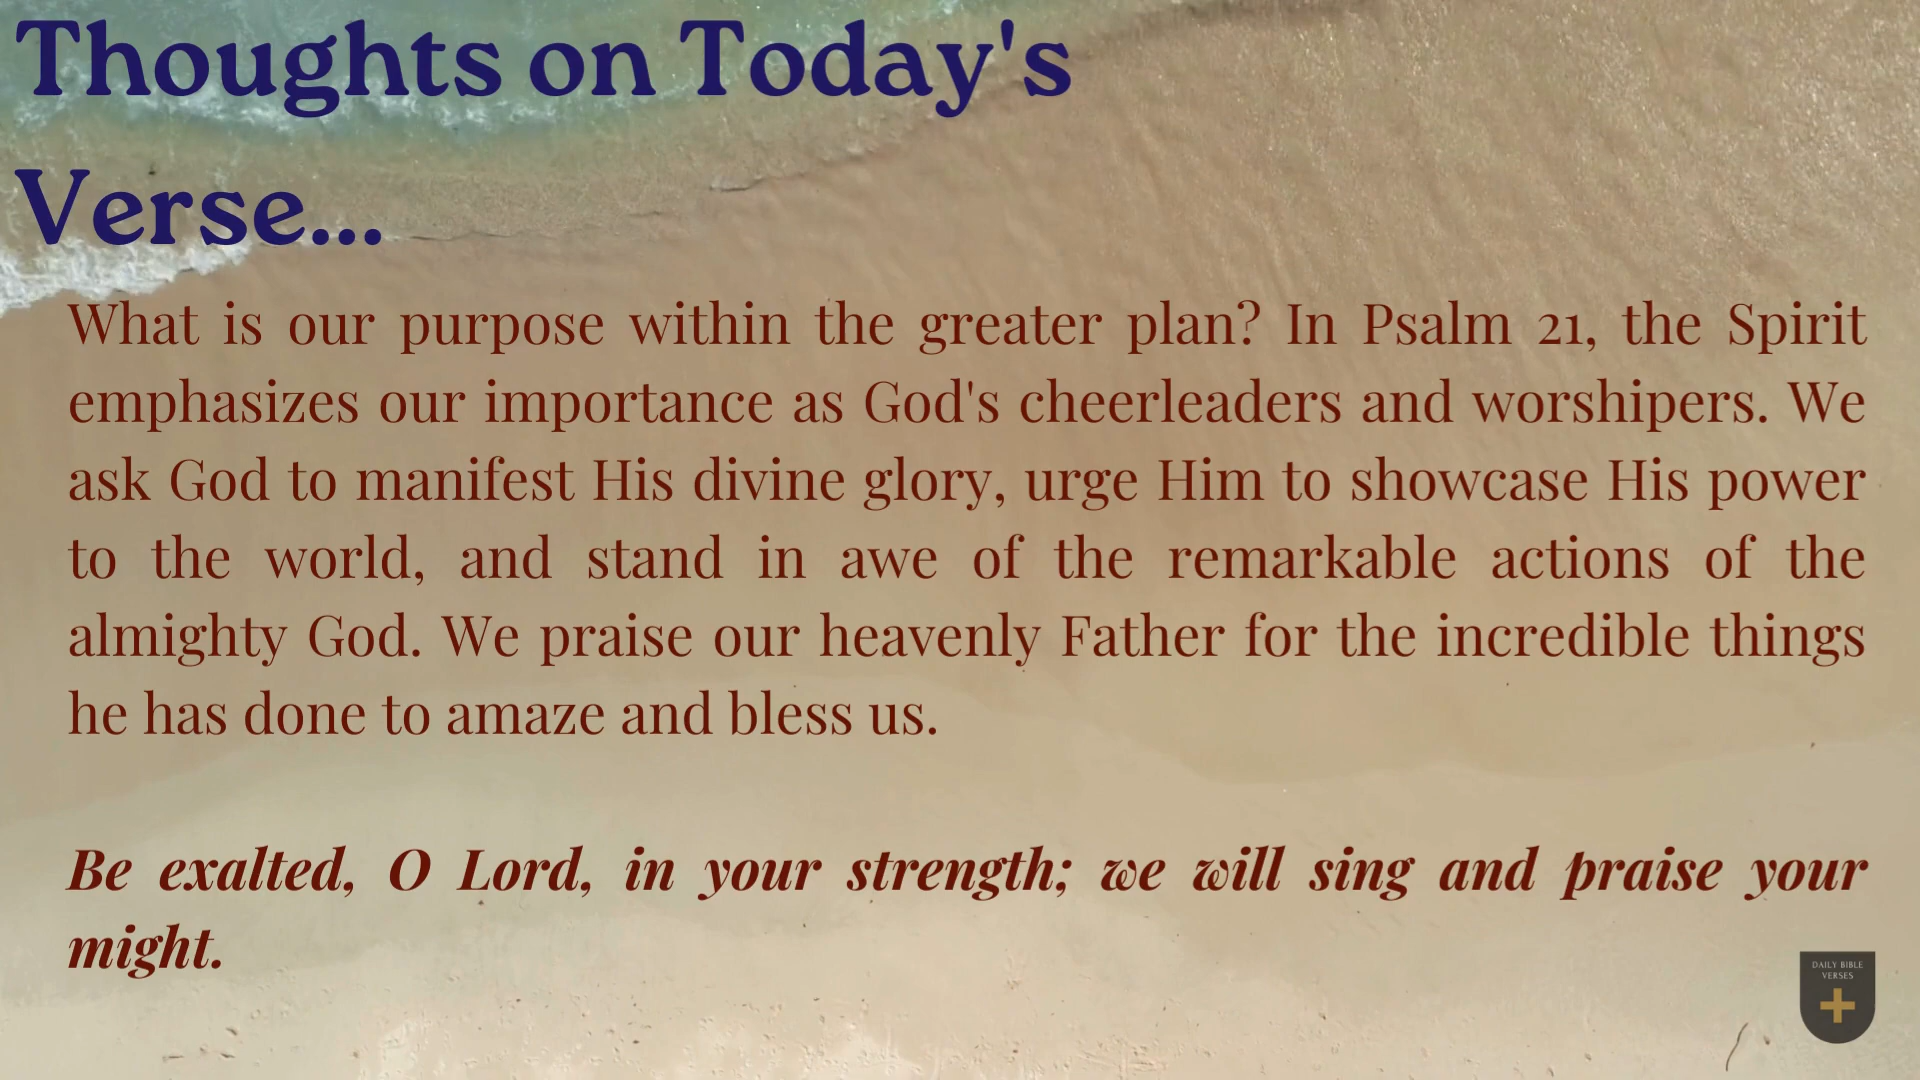 Thoughts on Today's
Verse...
What is our purpose within the greater plan? In Psalm 21, the Spirit
emphasizes our importance as God's cheerleaders and worshipers. We
ask God to manifest His divine glory, urge Him to showcase His power
to the world, and stand in awe of the remarkable actions of the
almighty God. We praise our heavenly Father for the incredible things
he has done to amaze and bless us.
Be exalted, O Lord, in your strength; we will sing and praise your
might.
DAILY BIBLE
VERSES